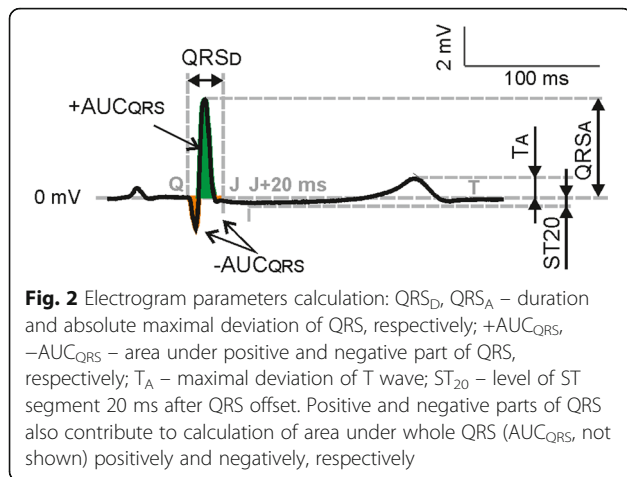 QRSD
2 mV
100 ms
+AUCQRS
TA
QRSA
Q J J+20 ms T
0 mV
ST20
-AUCQRS
Fig. 2 Electrogram parameters calculation: QRSD, QRSA – duration
and absolute maximal deviation of QRS, respectively; +AUCQRS,
−AUCQRS – area under positive and negative part of QRS,
respectively; TA – maximal deviation of T wave; ST20 – level of ST
segment 20 ms after QRS offset. Positive and negative parts of QRS
also contribute to calculation of area under whole QRS (AUCQRS, not
shown) positively and negatively, respectively